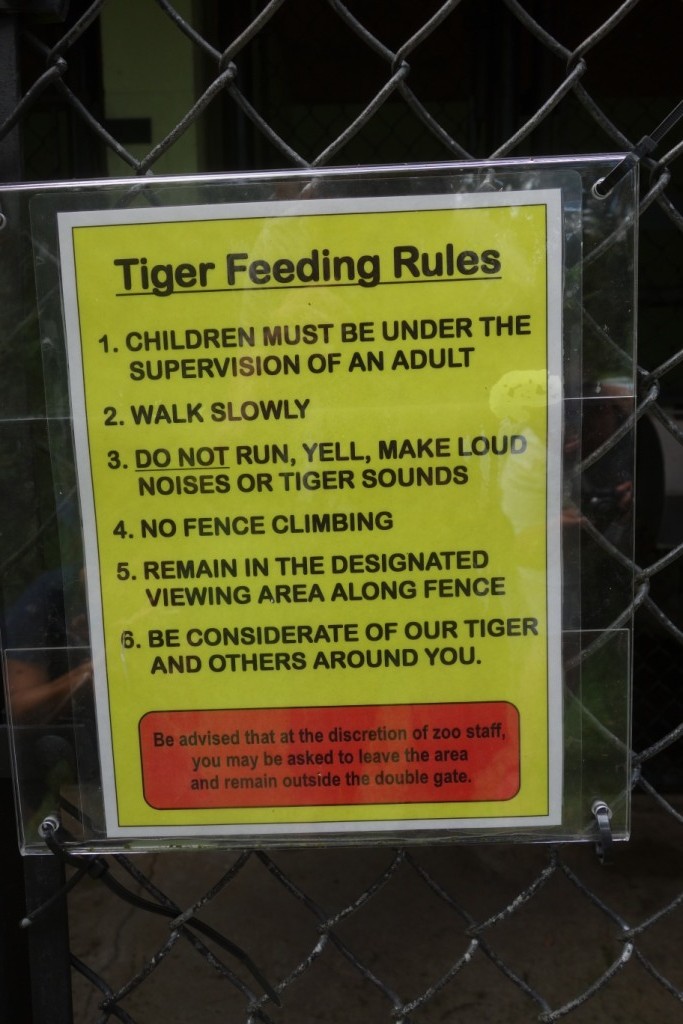 Tiger Feeding Rules
1. CHILDREN MUST BE UNDER THE
SUPERVISION OF AN ADULT
2. WALK SLOWLY
3. DO NOT RUN, YELL, MAKE LOUD
NOISES OR TIGER SOUNDS
4. NO FENCE CLIMBING
5. REMAIN IN THE DESIGNATED
VIEWING AREA ALONG FENCE
6. BE CONSIDERATE OF OUR TIGER
AND OTHERS AROUND YOU.
Be advised that at the discretion of zoo staff,
you may be asked to leave the area
and remain outside the double gate.